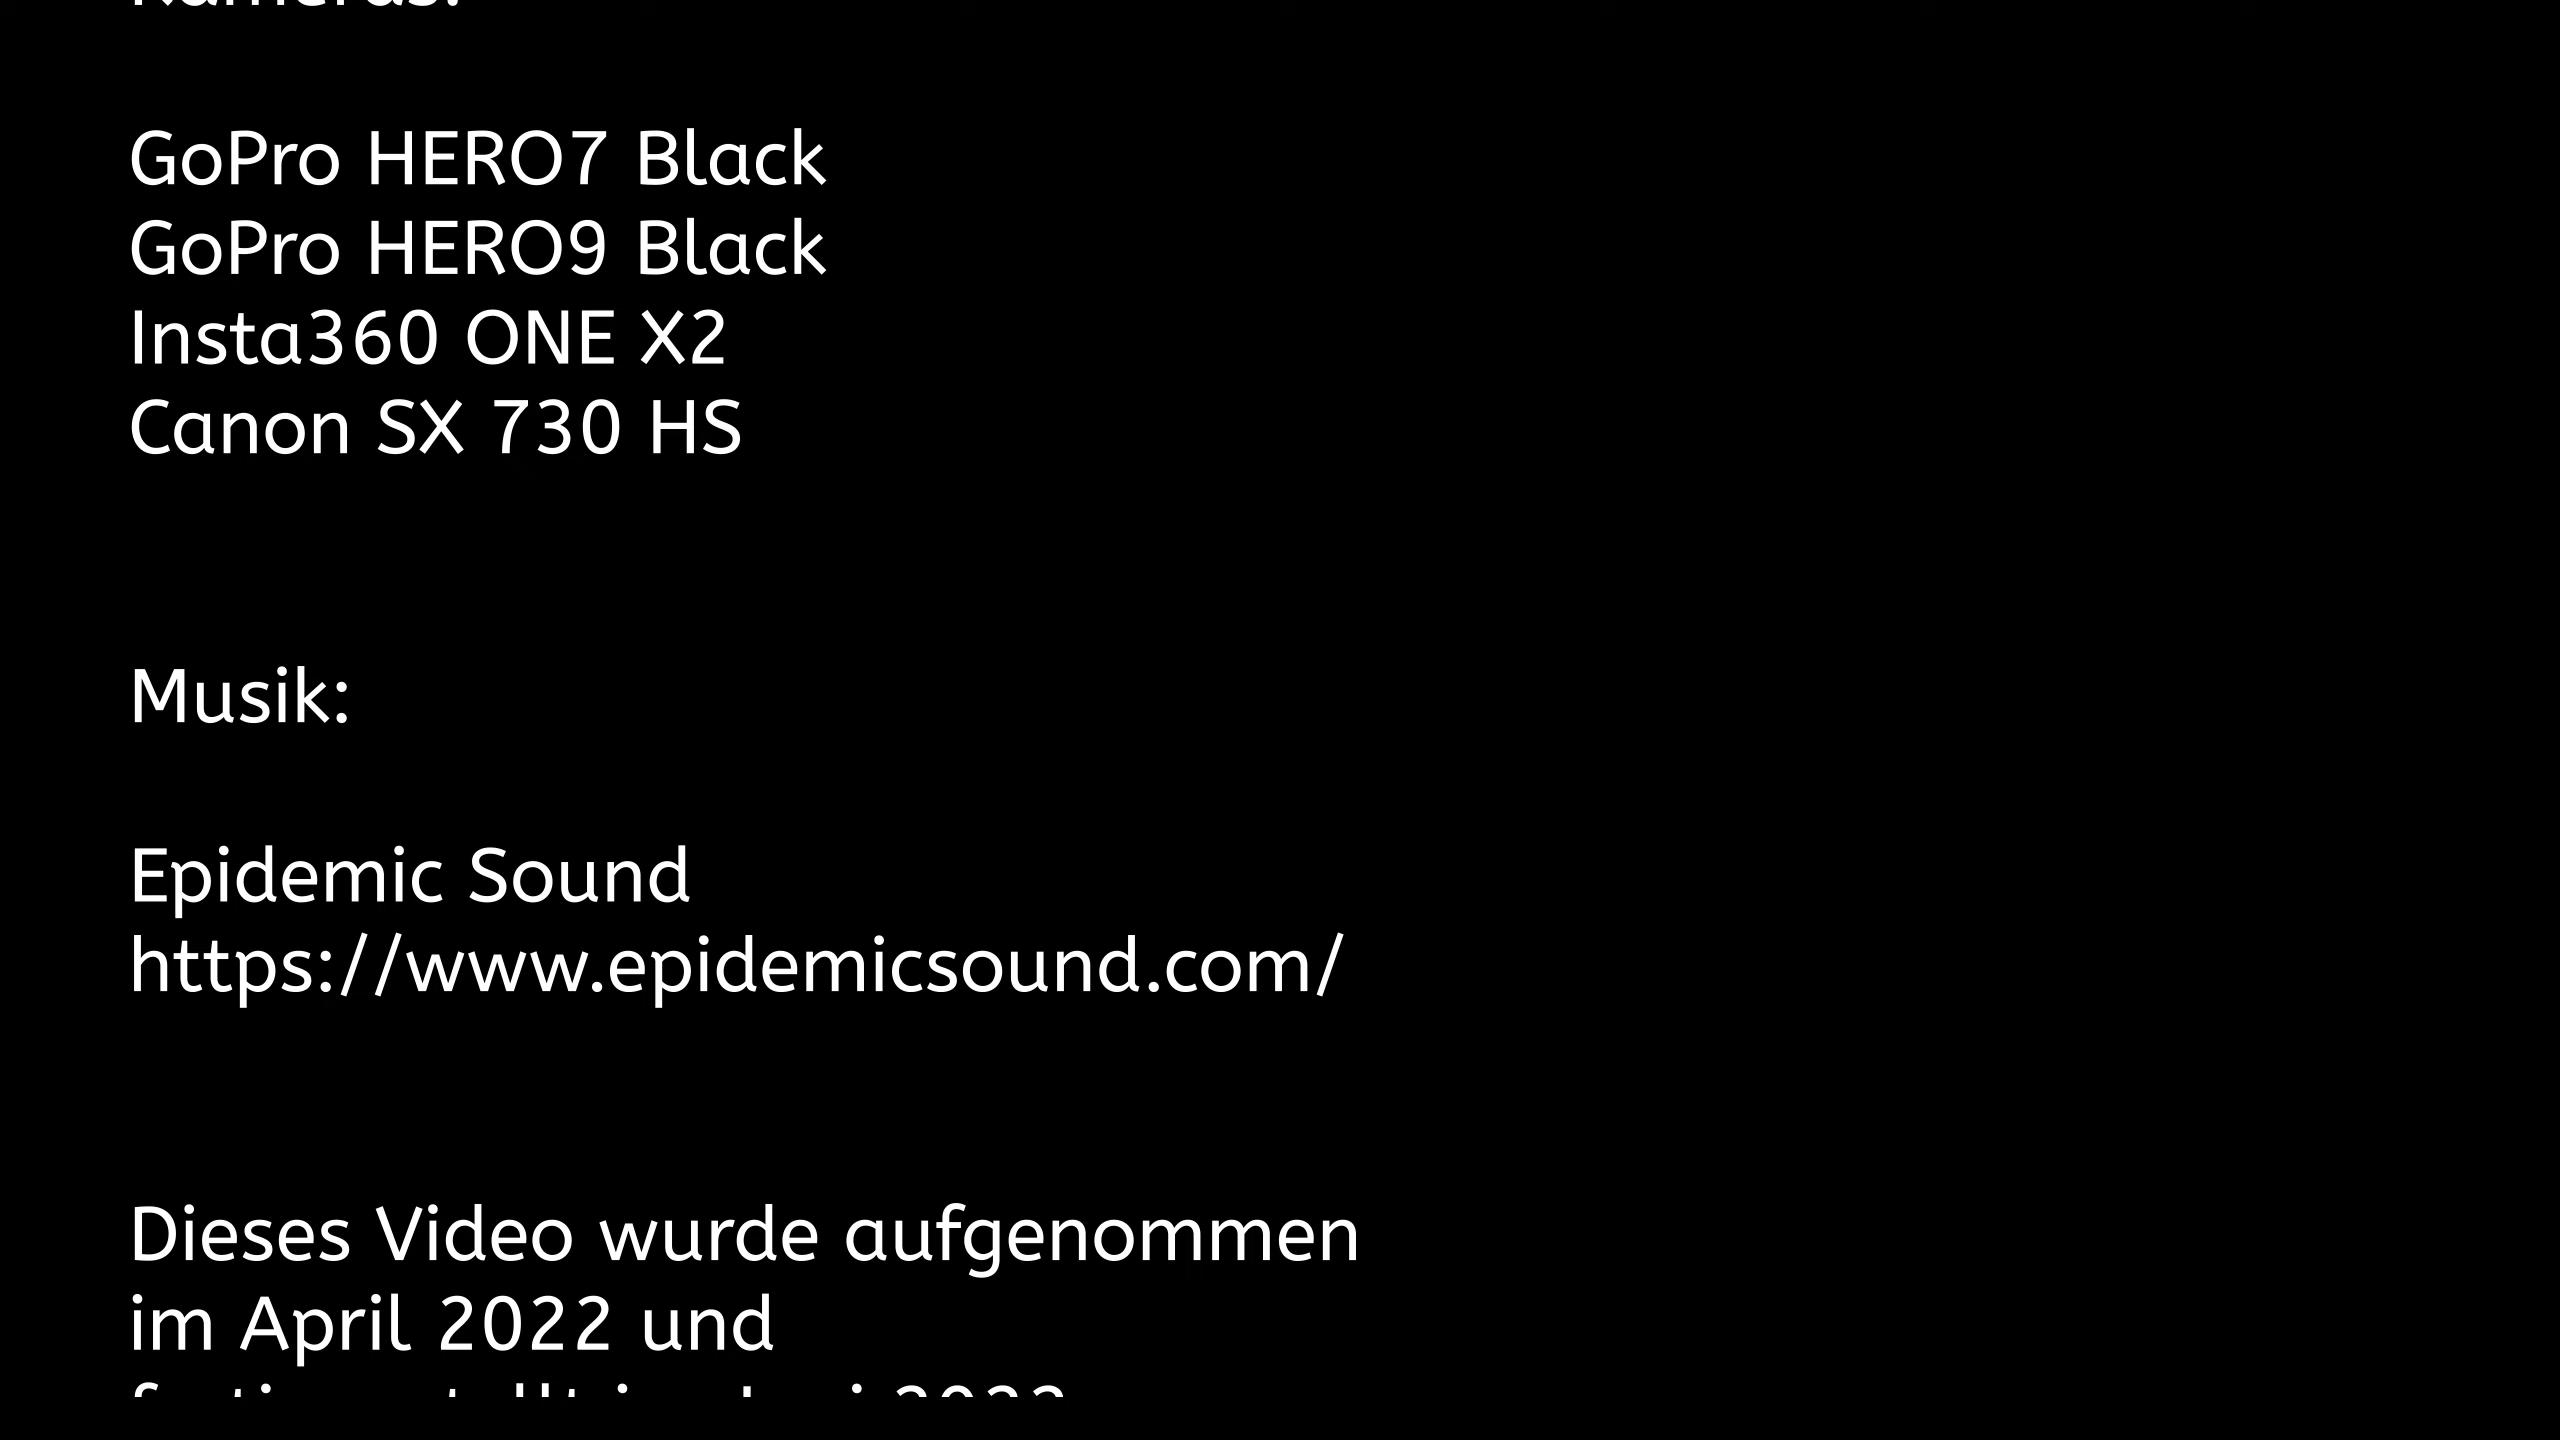 Kameras:
GoPro HERO7 Black
GoPro HERO9 Black
Insta360 ONE X2
Canon SX 730 HS
Musik:
Epidemic Sound
https://www.epidemicsound.com/
Dieses Video wurde aufgenommen
im April 2022 und